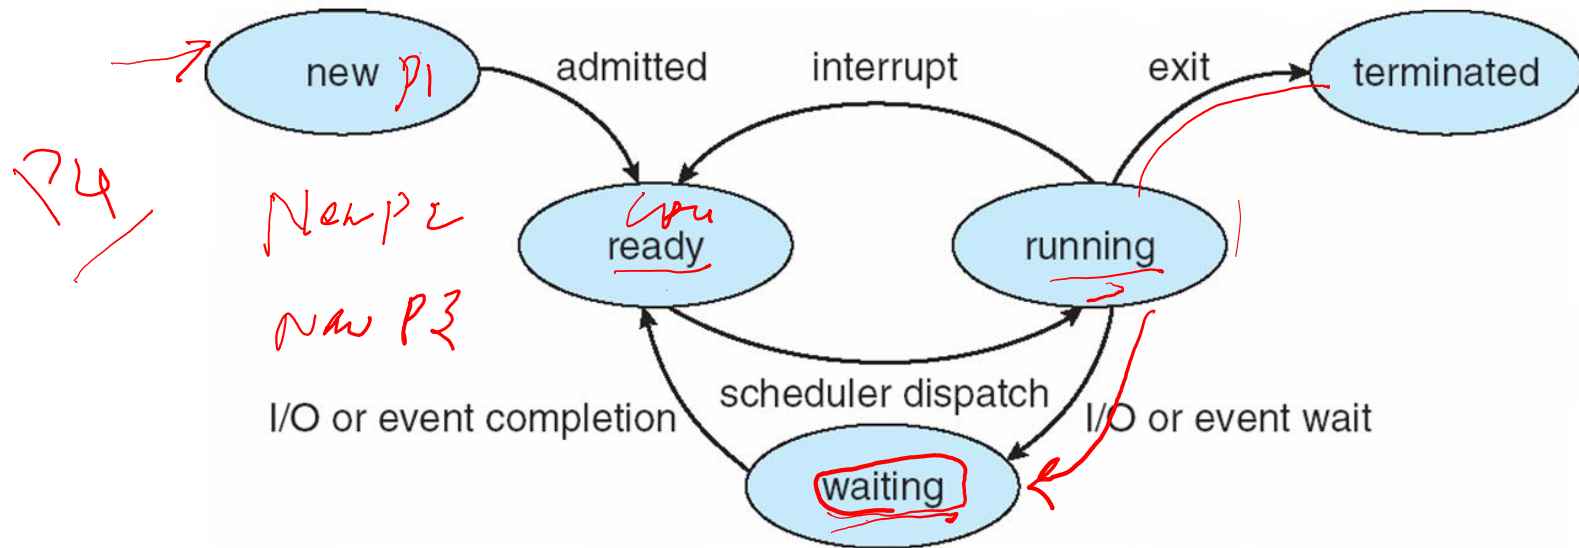 new P1
admitted
interrupt
exit
terminated
P4
New P2
CPU
ready
running
New P3
scheduler dispatch
I/O or event completion
I/O or event wait
waiting